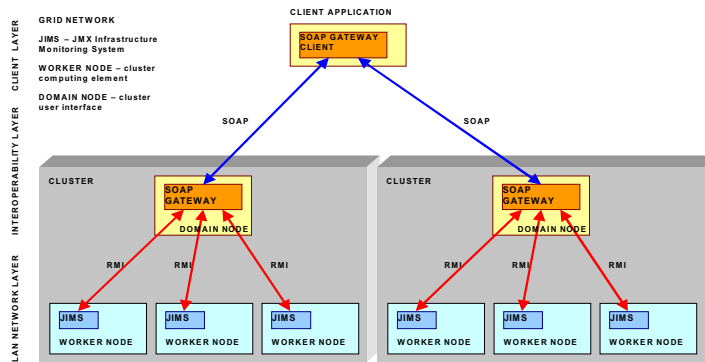 CLIENT APPLICATION
GRID NETWORK
JIMS – JMX Infrastructure
Monitoring System
WORKER NODE – cluster
computing element
DOMAIN NODE – cluster
user interface
CLIENT LAYER
SOAP GATEWAY
CLIENT
SOAP
SOAP
INTEROPERABILITY LAYER
CLUSTER
SOAP
GATEWAY
DOMAIN NODE
CLUSTER
SOAP
GATEWAY
DOMAIN NODE
RMI
RMI
RMI
RMI
RMI
RMI
LAN NETWORK LAYER
JIMS
WORKER NODE
JIMS
WORKER NODE
JIMS
WORKER NODE
JIMS
WORKER NODE
JIMS
WORKER NODE
JIMS
WORKER NODE